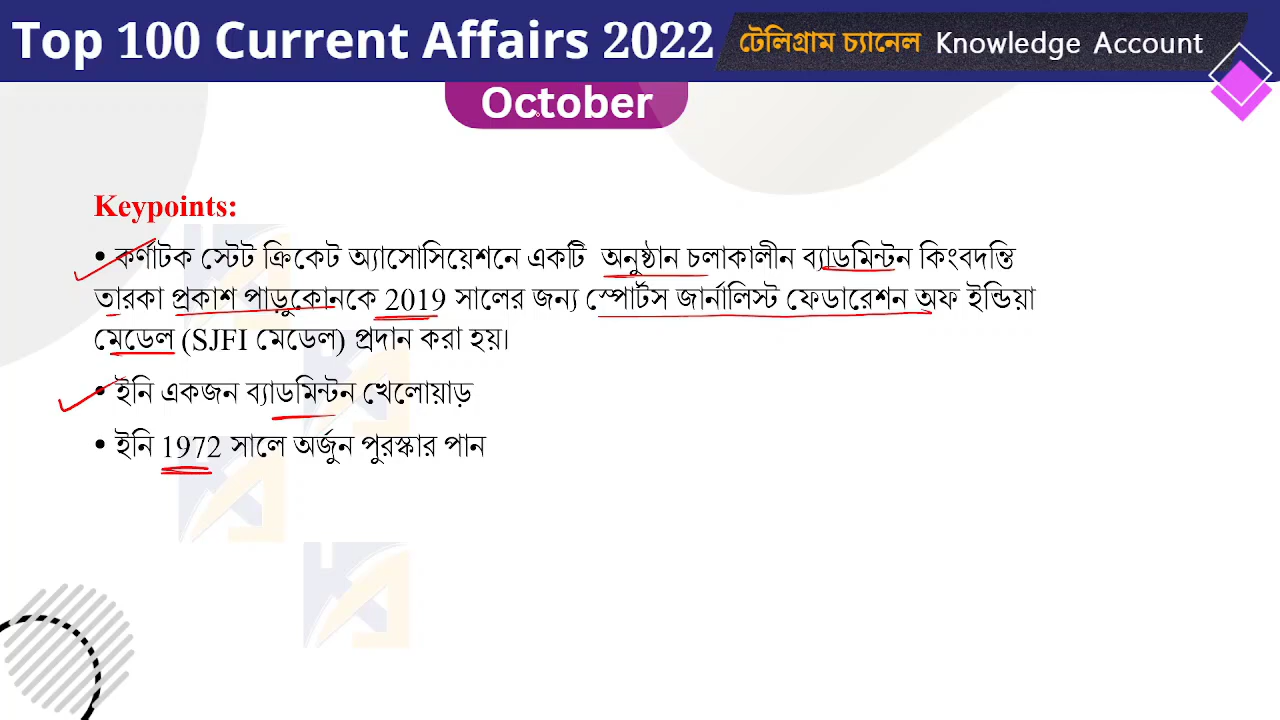 Top 100 Current Affairs 2022
টেলিগ্রাম চ্যানেল Knowledge Account
October
Keypoints:
• কর্ণাটক স্টেট ক্রিকেট অ্যাসোসিয়েশনে একটি অনুষ্ঠান চলাকালীন ব্যাডমিন্টন কিংবদন্তি
তারকা প্রকাশ পাড়ুকোনকে 2019 সালের জন্য স্পোর্টস জার্নালিস্ট ফেডারেশন অফ ইন্ডিয়া
মেডেল (SJFI মেডেল) প্রদান করা হয়।
• ইনি একজন ব্যাডমিন্টন খেলোয়াড়
• ইনি 1972 সালে অর্জুন পুরস্কার পান